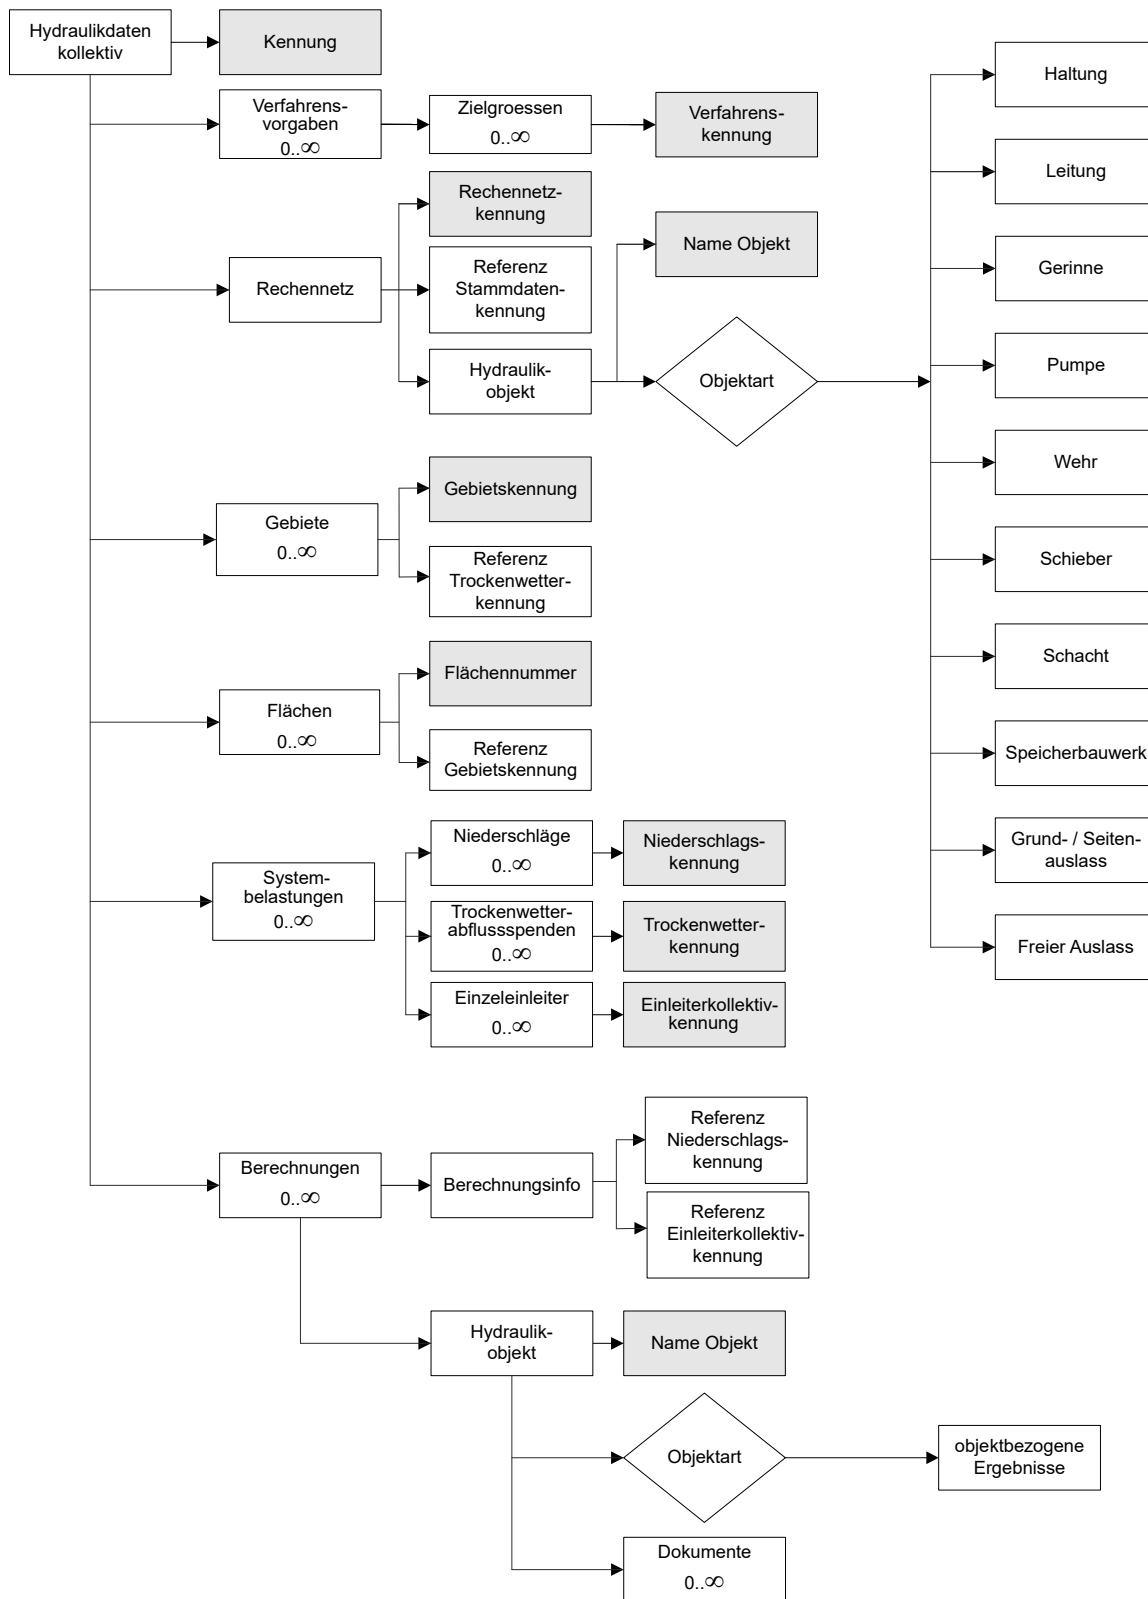 Hydraulikdaten
kollektiv
Kennung
Verfahrens-
vorgaben
0..∞
Zielgroessen
0..∞
Verfahrens-
kennung
Rechennetz
Rechennetz-
kennung
Referenz
Stammdaten-
kennung
Hydraulik-
objekt
Name Objekt
Objektart
Haltung
Leitung
Gerinne
Pumpe
Wehr
Schieber
Schacht
Speicherbauwerk
Grund- / Seiten-
auslass
Freier Auslass
Gebiete
0..∞
Gebietskennung
Referenz
Trockenwetter-
kennung
Flächen
0..∞
Flächennummer
Referenz
Gebietskennung
System-
belastungen
0..∞
Niederschläge
0..∞
Niederschlags-
kennung
Trockenwetter-
abflussspenden
0..∞
Trockenwetter-
kennung
Einzeleinleiter
0..∞
Einleiterkollektiv-
kennung
Berechnungen
0..∞
Berechnungsinfo
Referenz
Niederschlags-
kennung
Referenz
Einleiterkollektiv-
kennung
Hydraulik-
objekt
Name Objekt
Objektart
objektbezogene
Ergebnisse
Dokumente
0..∞